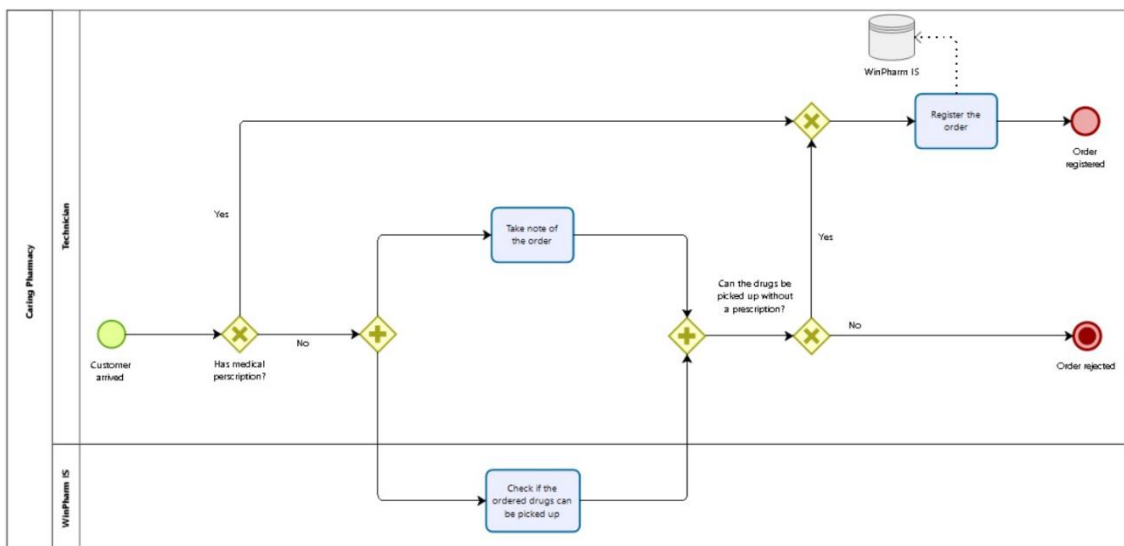 Caring Pharmacy
Technician
WinPharm IS
WinPharm IS
Register the
order
Order
registered
Yes
Take note of
the order
Yes
Can the drugs be
picked up without
a prescription?
No
No
Customer
arrived
Has medical
perscription?
Order rejected
Check if the
ordered drugs can
be picked up